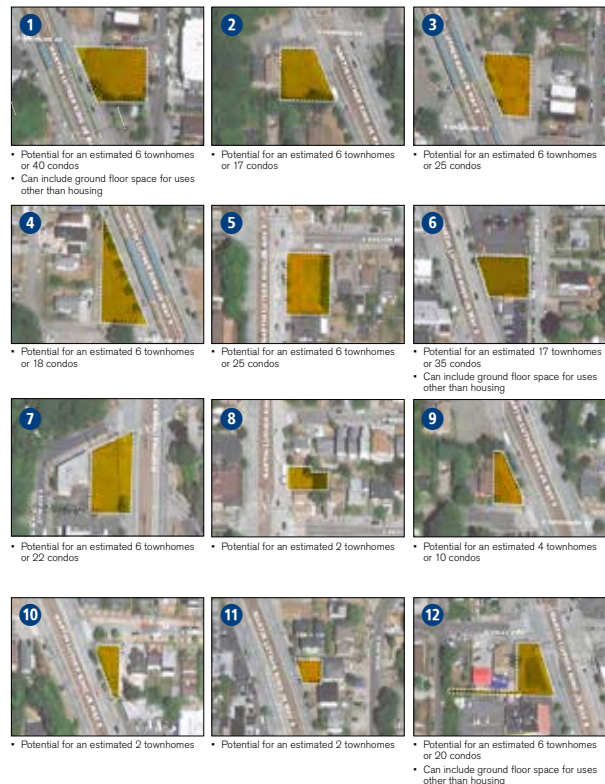 1
2
3
• Potential for an estimated 6 townhomes
or 40 condos
• Can include ground floor space for uses
other than housing
• Potential for an estimated 6 townhomes
or 17 condos
• Potential for an estimated 6 townhomes
or 25 condos
4
5
6
• Potential for an estimated 6 townhomes
or 18 condos
• Potential for an estimated 6 townhomes
or 25 condos
• Potential for an estimated 17 townhomes
or 35 condos
• Can include ground floor space for uses
other than housing
7
8
9
• Potential for an estimated 6 townhomes
or 22 condos
• Potential for an estimated 2 townhomes
• Potential for an estimated 4 townhomes
or 10 condos
10
11
12
• Potential for an estimated 2 townhomes
• Potential for an estimated 2 townhomes
• Potential for an estimated 6 townhomes
or 20 condos
• Can include ground floor space for uses
other than housing